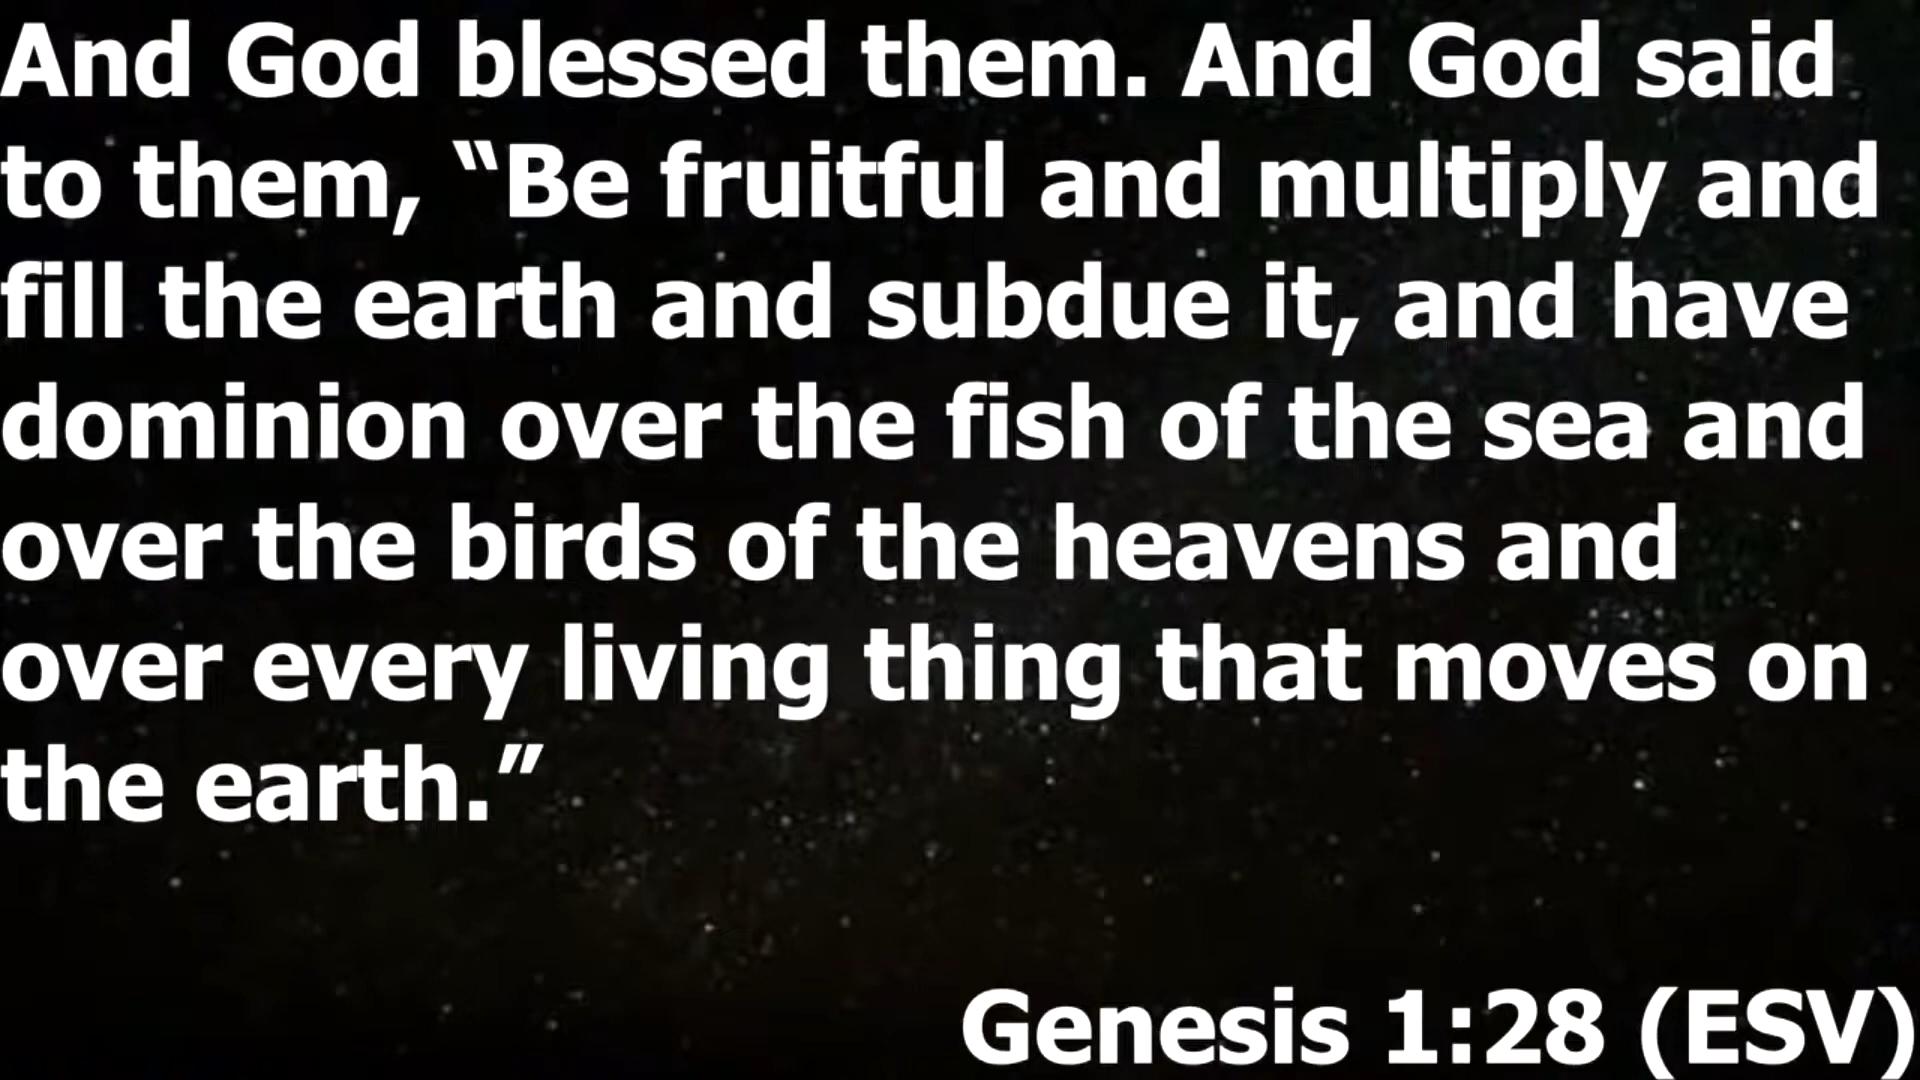 And God blessed them. And God said
to them, “Be fruitful and multiply and
fill the earth and subdue it, and have
dominion over the fish of the sea and
over the birds of the heavens and
over every living thing that moves on
the earth.”
Genesis 1:28 (ESV)